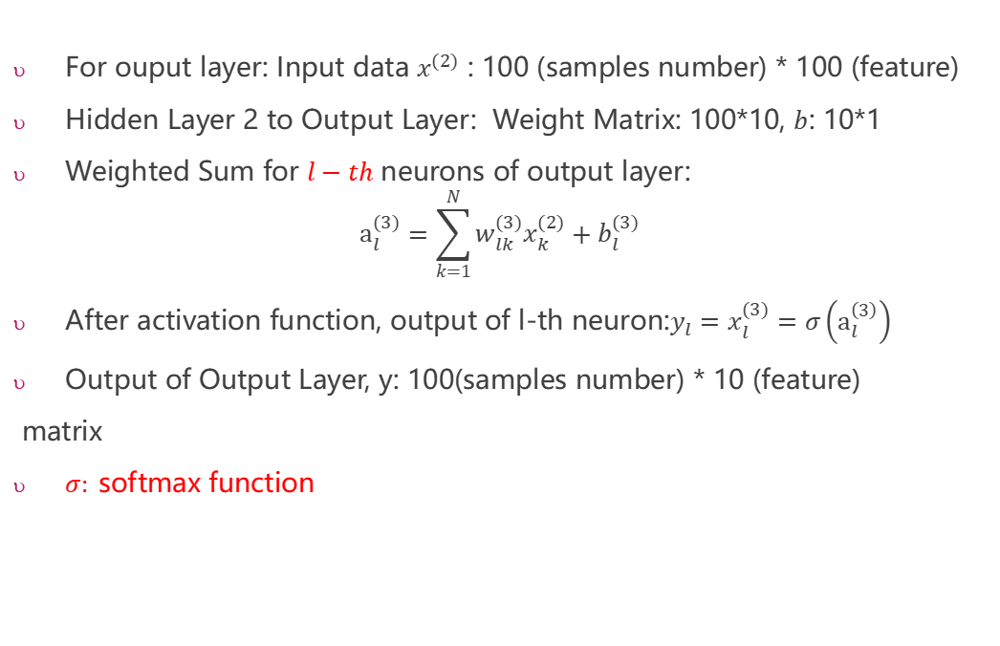 υ For ouput layer: Input data 𝑥⁽²⁾ : 100 (samples number) * 100 (feature)
υ Hidden Layer 2 to Output Layer: Weight Matrix: 100*10, 𝑏: 10*1
υ Weighted Sum for 𝑙 − 𝑡ℎ neurons of output layer:
a_l^{(3)} = \sum_{k=1}^{N} w_{lk}^{(3)} x_k^{(2)} + b_l^{(3)}
υ After activation function, output of l-th neuron:y_l = x_l^{(3)} = σ(a_l^{(3)})
υ Output of Output Layer, y: 100(samples number) * 10 (feature)
matrix
υ 𝜎: softmax function